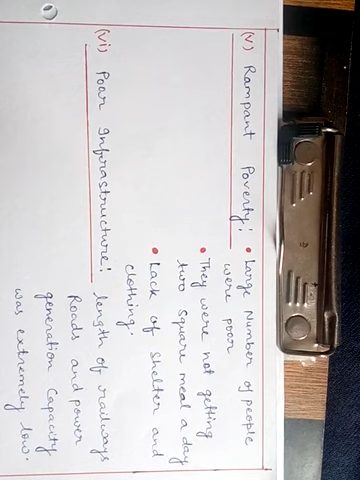 (v) Rampant Poverty: • Large Number of people
were poor
• They were not getting
two square meal a day
• Lack of Shelter and
clothing.
(vi) Poor Infrastructure: length of railways
Roads and power
generation Capacity
was extremely low.